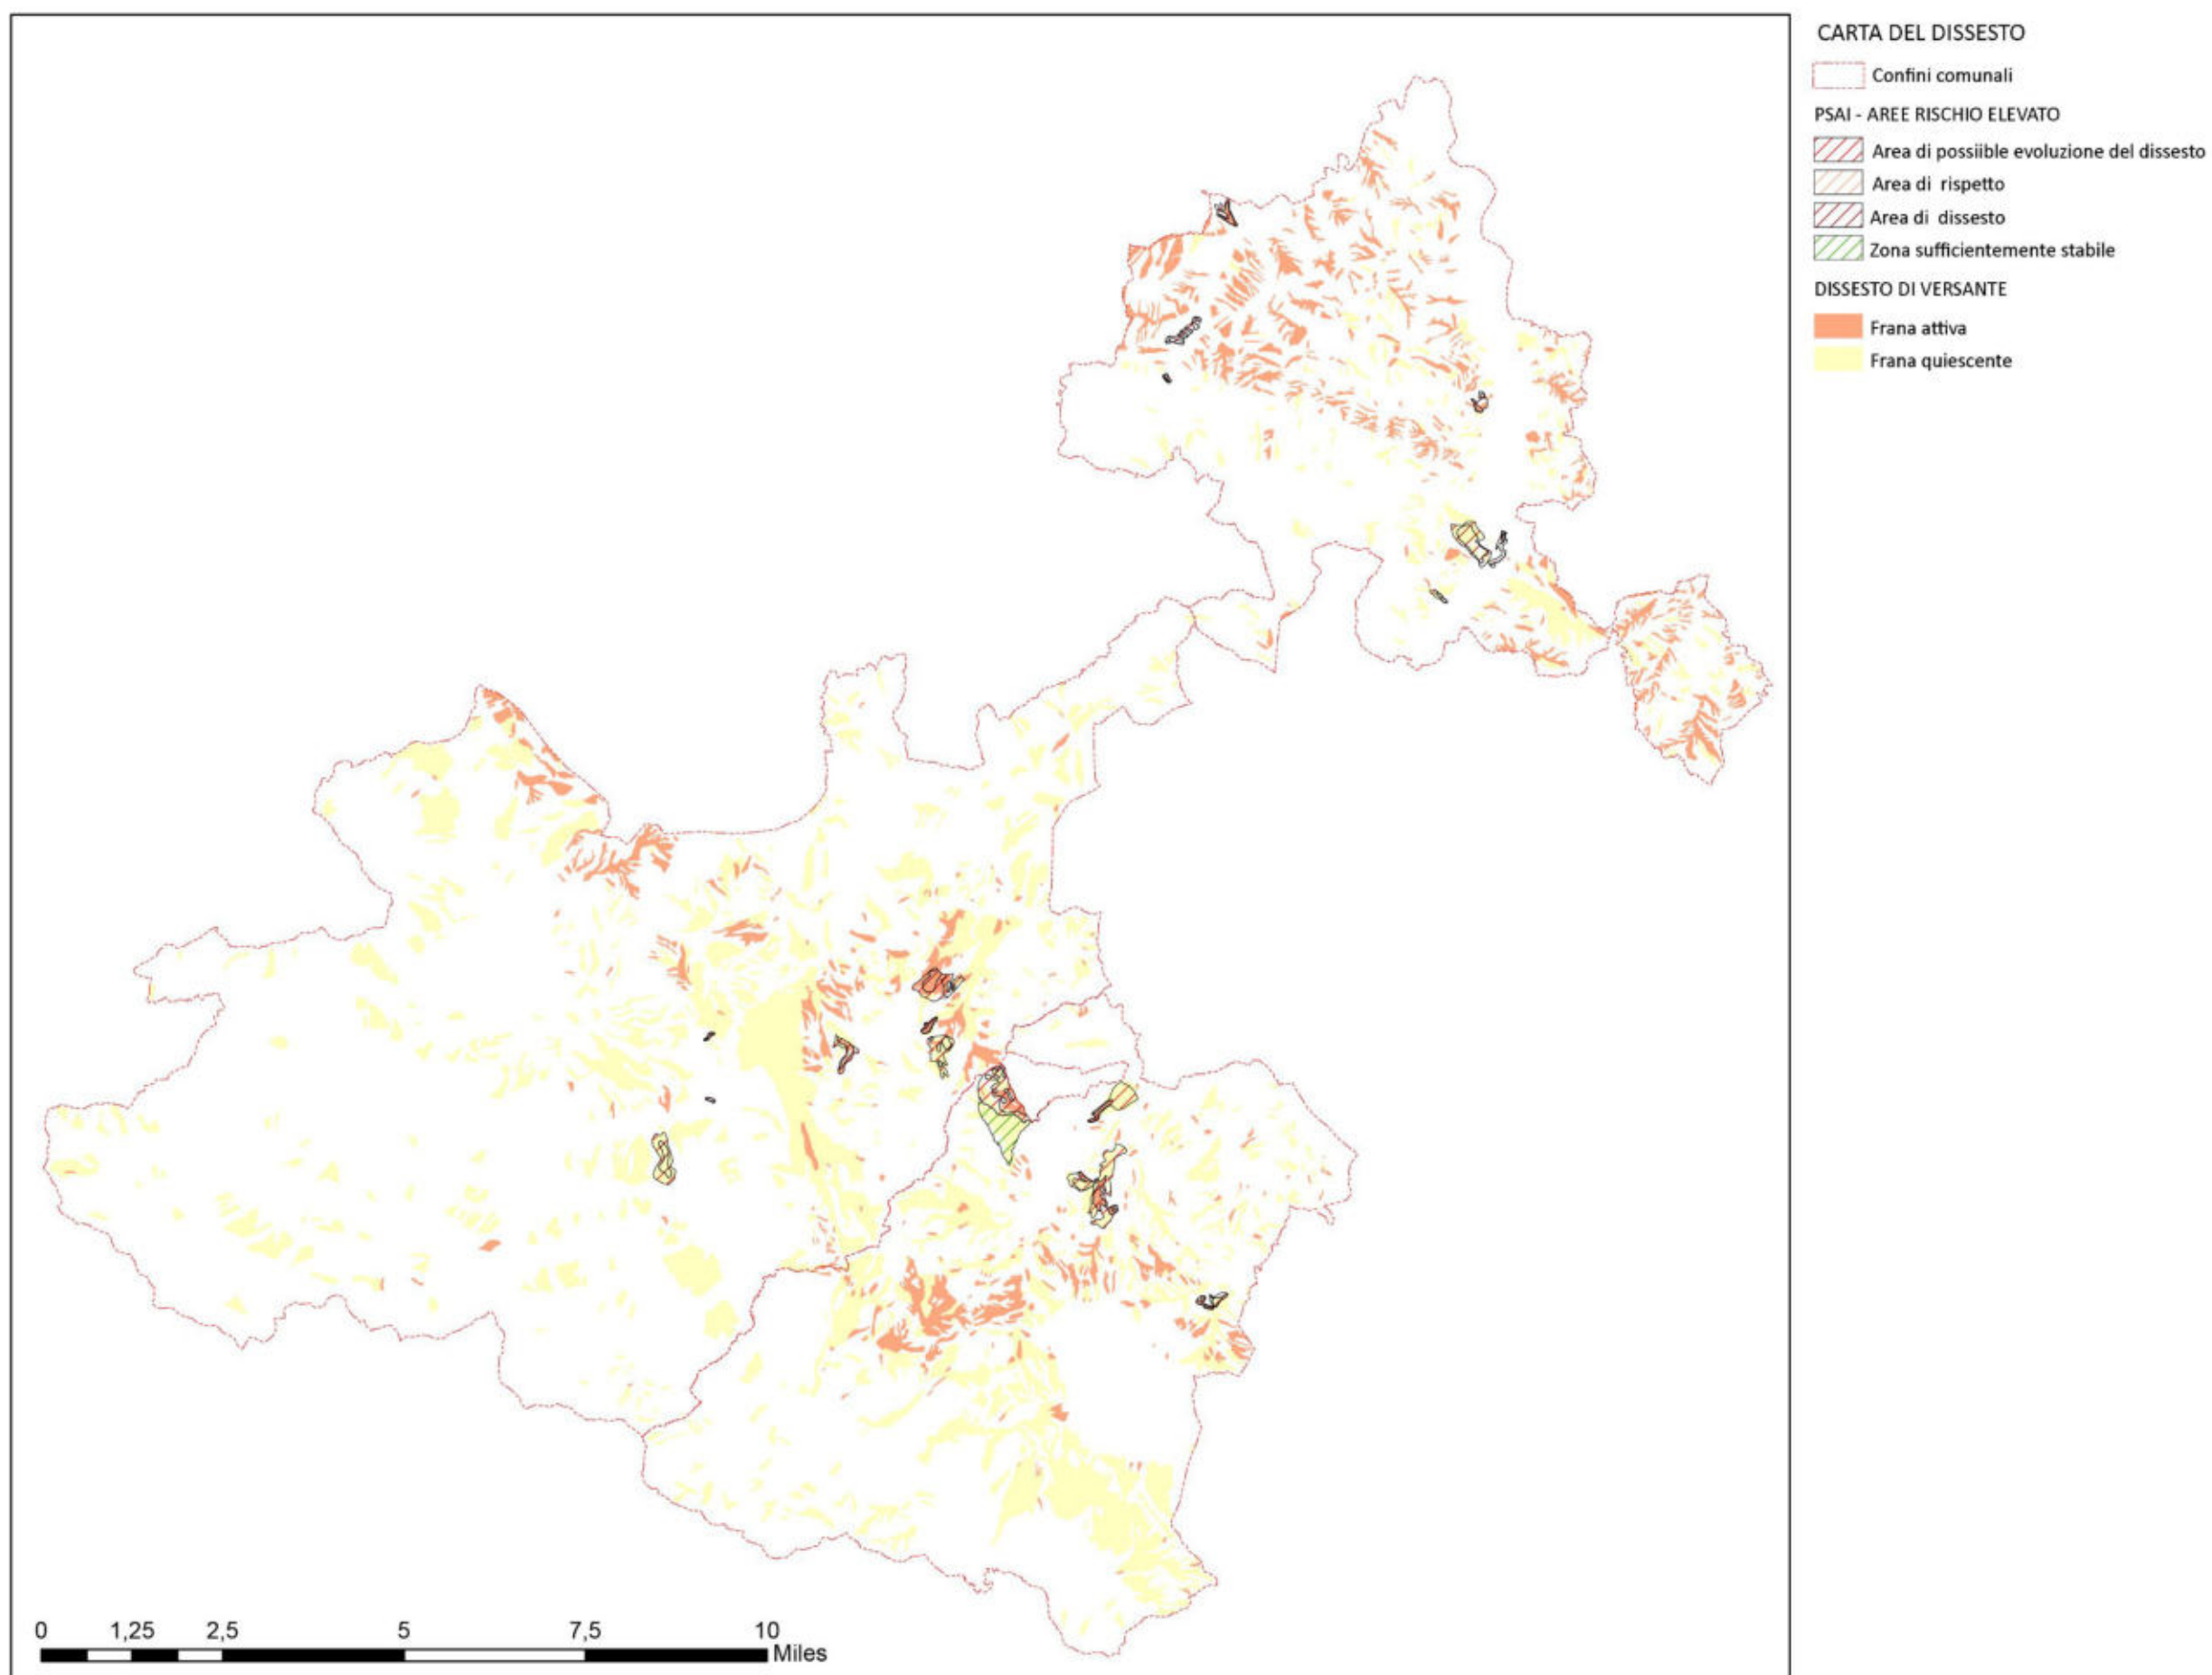 CARTA DEL DISSESTO
Confini comunali
PSAI - AREE RISCHIO ELEVATO
Area di possiible evoluzione del dissesto
Area di rispetto
Area di dissesto
Zona sufficientemente stabile
DISSESTO DI VERSANTE
Frana attiva
Frana quiescente
0 1,25 2,5 5 7,5 10
Miles